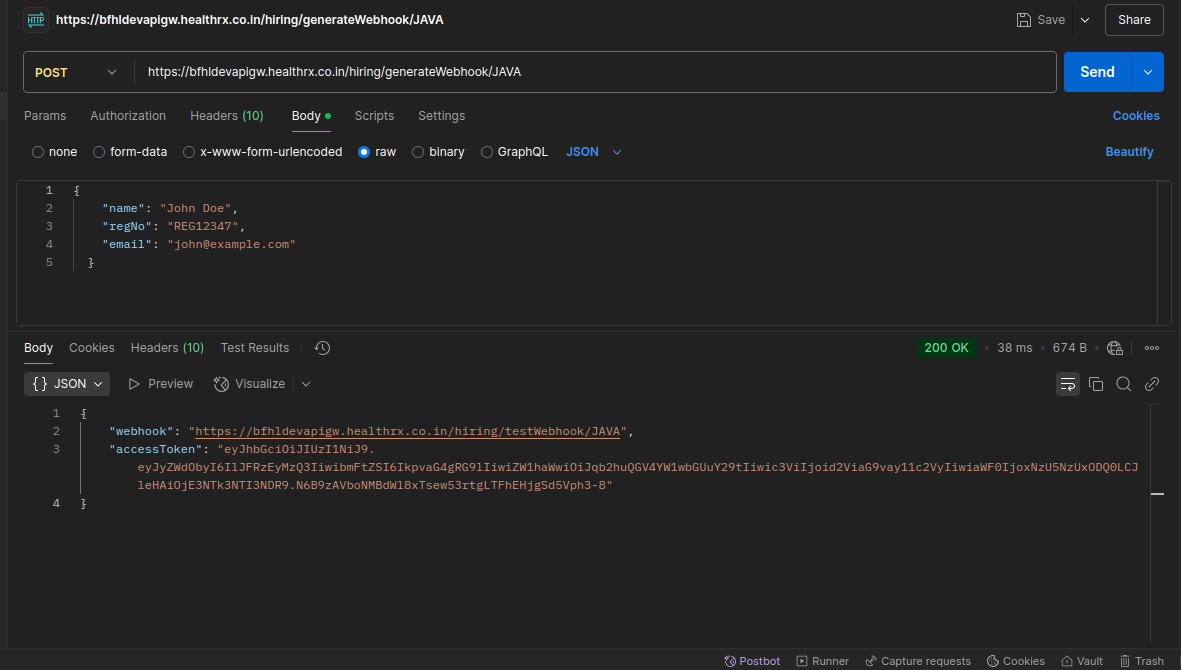 HTTP https://bfhldevapigw.healthrx.co.in/hiring/generateWebhook/JAVA Save Share
POST https://bfhldevapigw.healthrx.co.in/hiring/generateWebhook/JAVA Send
Params Authorization Headers (10) Body Scripts Settings Cookies
none form-data x-www-form-urlencoded raw binary GraphQL JSON Beautify
1 {
2 "name": "John Doe",
3 "regNo": "REG12347",
4 "email": "john@example.com"
5 }
Body Cookies Headers (10) Test Results 200 OK • 38 ms • 674 B •
{} JSON Preview Visualize
1 {
2 "webhook": "https://bfhldevapigw.healthrx.co.in/hiring/testWebhook/JAVA",
3 "accessToken": "eyJhbGciOiJIUzI1NiJ9.
eyJyZWdObyI6IlJFRzEyMzQ3IiwibmFtZSI6IkpvaG4gRG9lIiwiZW1haWwiOiJqb2huQGV4YW1wbGUuY29tIiwic3ViIjoid2ViaG9vay11c2VyIiwiaWF0IjoxNzU5NzUxODQ0LCJ
leHAiOjE3NTk3NTI3NDR9.N6B9zAVboNMBdWl8xTsew53rtgLTFhEHjgSd5Vph3-8"
4 }
Postbot Runner Capture requests Cookies Vault Trash